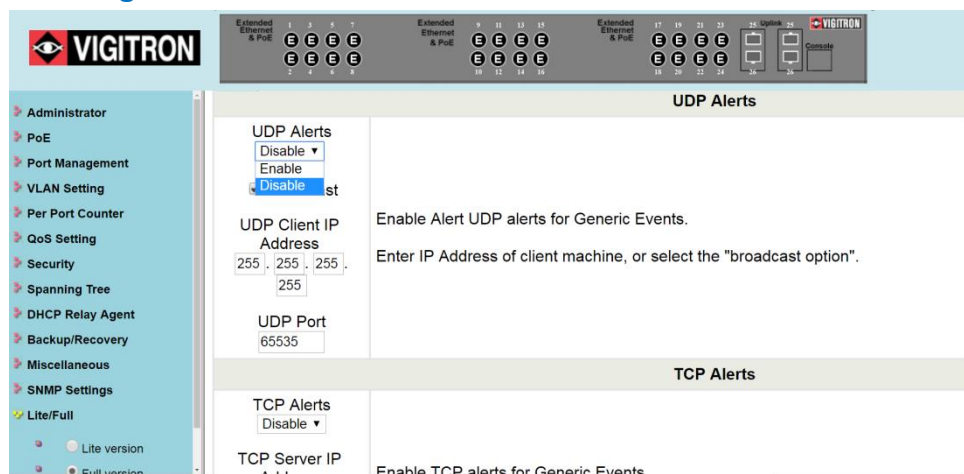 VIGITRON
Extended
Ethernet
& PoE
1 3 5 7
E E E E
E E E E
2 4 6 8
Extended
Ethernet
& PoE
9 11 13 15
E E E E
E E E E
10 12 14 16
Extended
Ethernet
& PoE
17 19 21 23
E E E E
E E E E
18 20 22 24
25 Uplink 25
26 26
VIGITRON
Console
Administrator
PoE
Port Management
VLAN Setting
Per Port Counter
QoS Setting
Security
Spanning Tree
DHCP Relay Agent
Backup/Recovery
Miscellaneous
SNMP Settings
Lite/Full
Lite version
Full version
UDP Alerts
UDP Alerts
Disable
Enable
Disable
st
UDP Client IP
Address
255 . 255 . 255 .
255
UDP Port
65535
Enable Alert UDP alerts for Generic Events.
Enter IP Address of client machine, or select the "broadcast option".
TCP Alerts
TCP Alerts
Disable
TCP Server IP
Enable TCP alerts for Generic Events